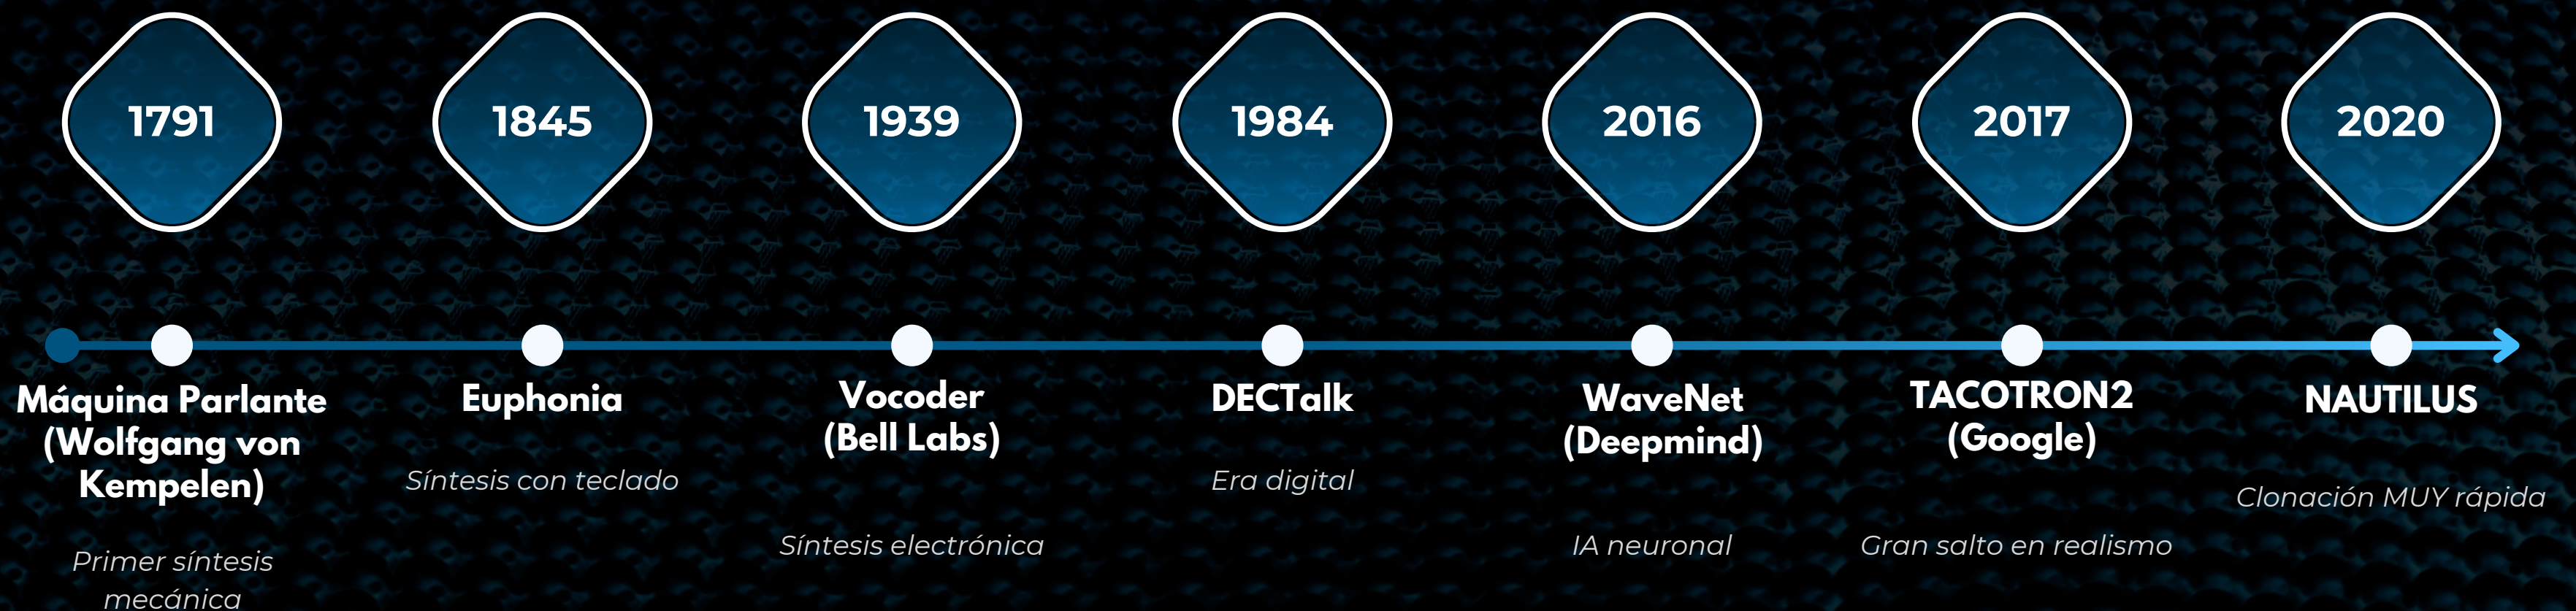 1791
1845
1939
1984
2016
2017
2020
Máquina Parlante
(Wolfgang von
Kempelen)
Primer síntesis
mecánica
Euphonia
Síntesis con teclado
Vocoder
(Bell Labs)
Síntesis electrónica
DECTalk
Era digital
WaveNet
(Deepmind)
IA neuronal
TACOTRON2
(Google)
Gran salto en realismo
NAUTILUS
Clonación MUY rápida